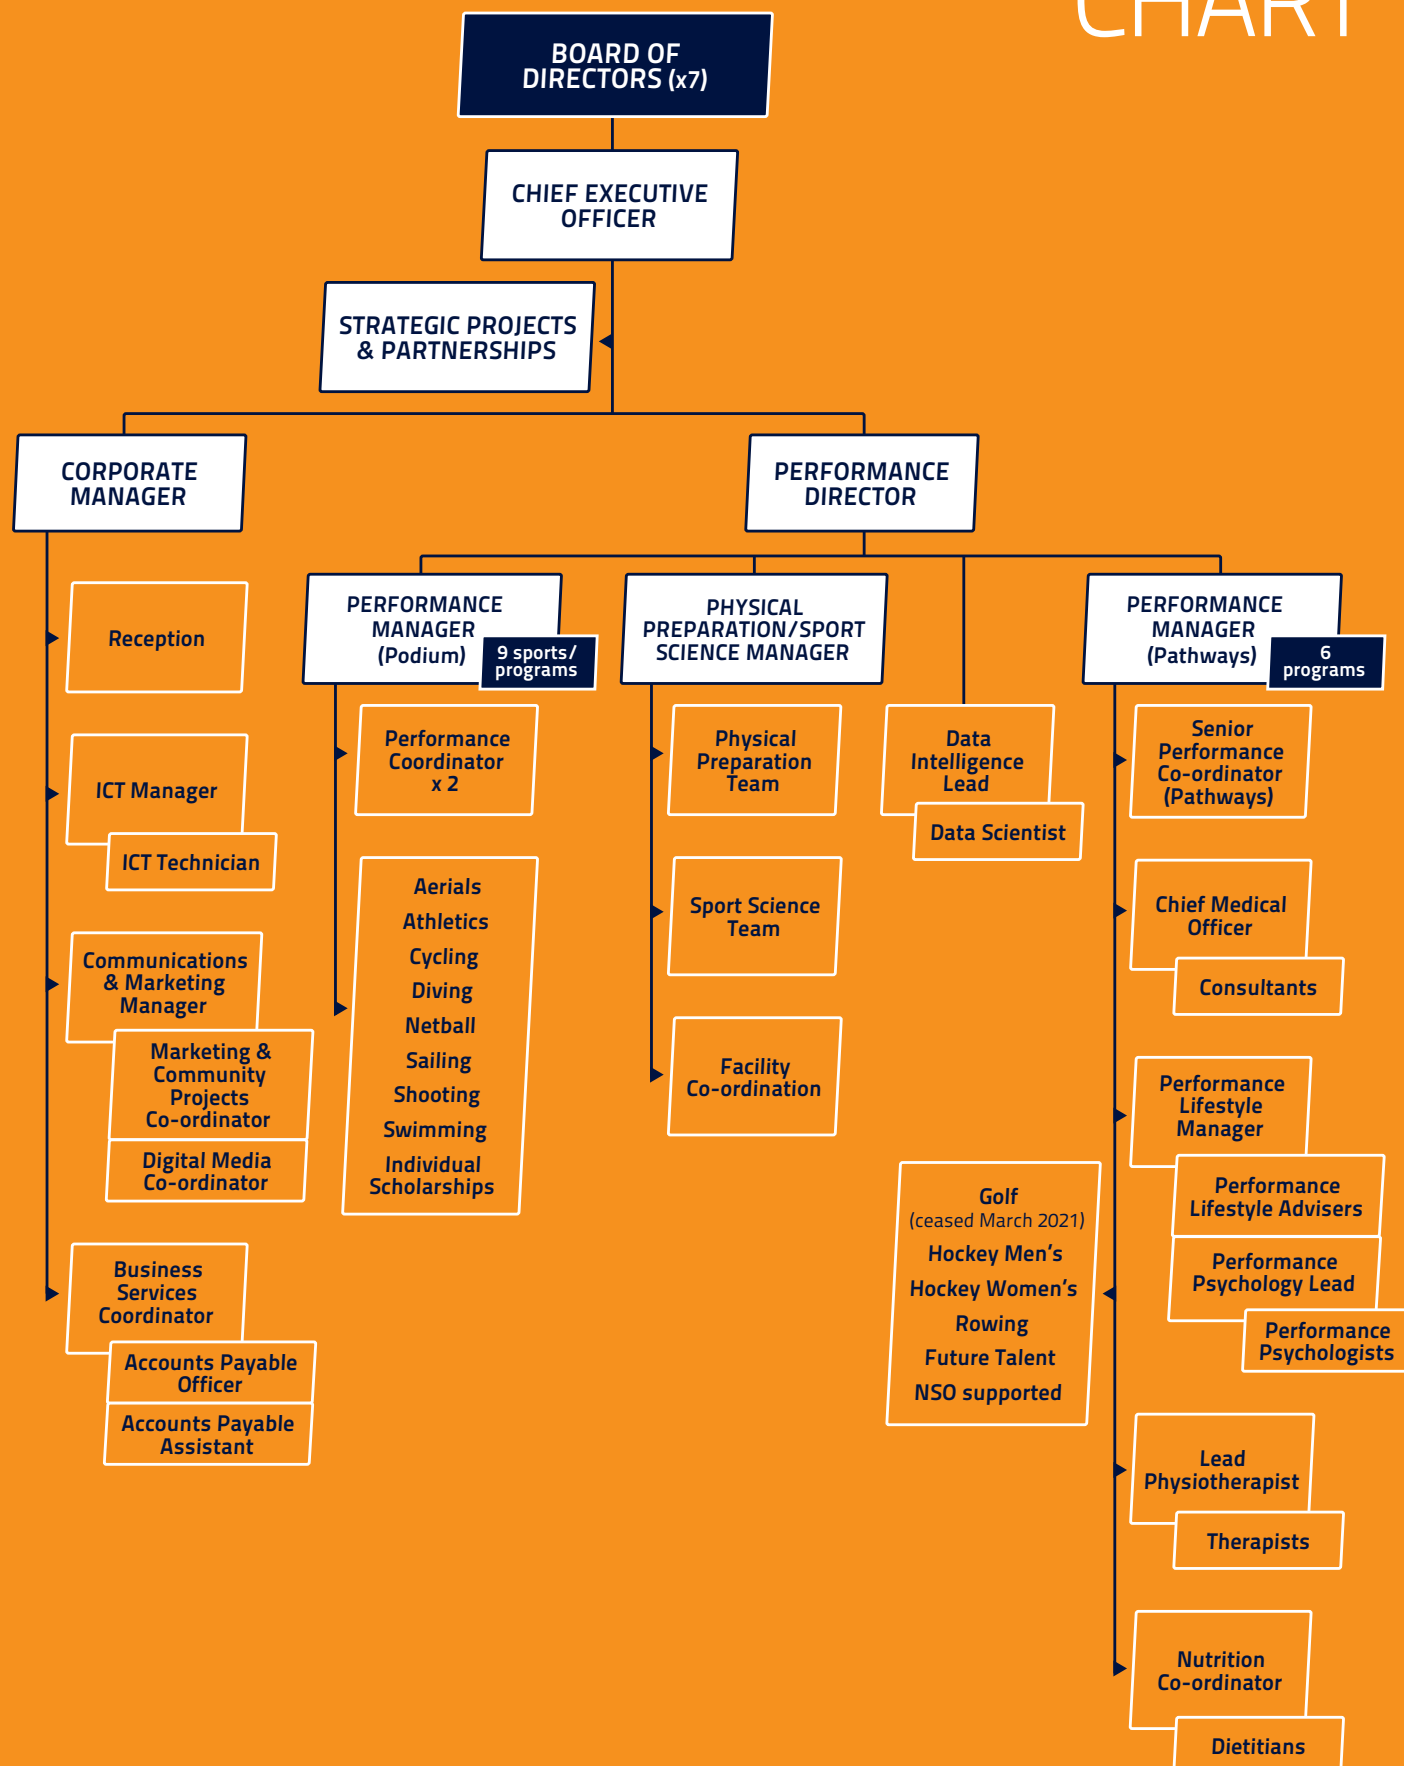 CHART
BOARD OF
DIRECTORS (x7)
CHIEF EXECUTIVE
OFFICER
STRATEGIC PROJECTS
& PARTNERSHIPS
CORPORATE
MANAGER
PERFORMANCE
DIRECTOR
Reception
ICT Manager
ICT Technician
Communications
& Marketing
Manager
Marketing &
Community
Projects
Co-ordinator
Digital Media
Co-ordinator
Business
Services
Coordinator
Accounts Payable
Officer
Accounts Payable
Assistant
PERFORMANCE
MANAGER
(Podium)
9 sports/
programs
Performance
Coordinator
x 2
Aerials
Athletics
Cycling
Diving
Netball
Sailing
Shooting
Swimming
Individual
Scholarships
PHYSICAL
PREPARATION/SPORT
SCIENCE MANAGER
Physical
Preparation
Team
Sport Science
Team
Facility
Co-ordination
Data
Intelligence
Lead
Data Scientist
PERFORMANCE
MANAGER
(Pathways)
6
programs
Senior
Performance
Co-ordinator
(Pathways)
Chief Medical
Officer
Consultants
Performance
Lifestyle
Manager
Performance
Lifestyle Advisers
Performance
Psychology Lead
Performance
Psychologists
Golf
(ceased March 2021)
Hockey Men's
Hockey Women's
Rowing
Future Talent
NSO supported
Lead
Physiotherapist
Therapists
Nutrition
Co-ordinator
Dietitians